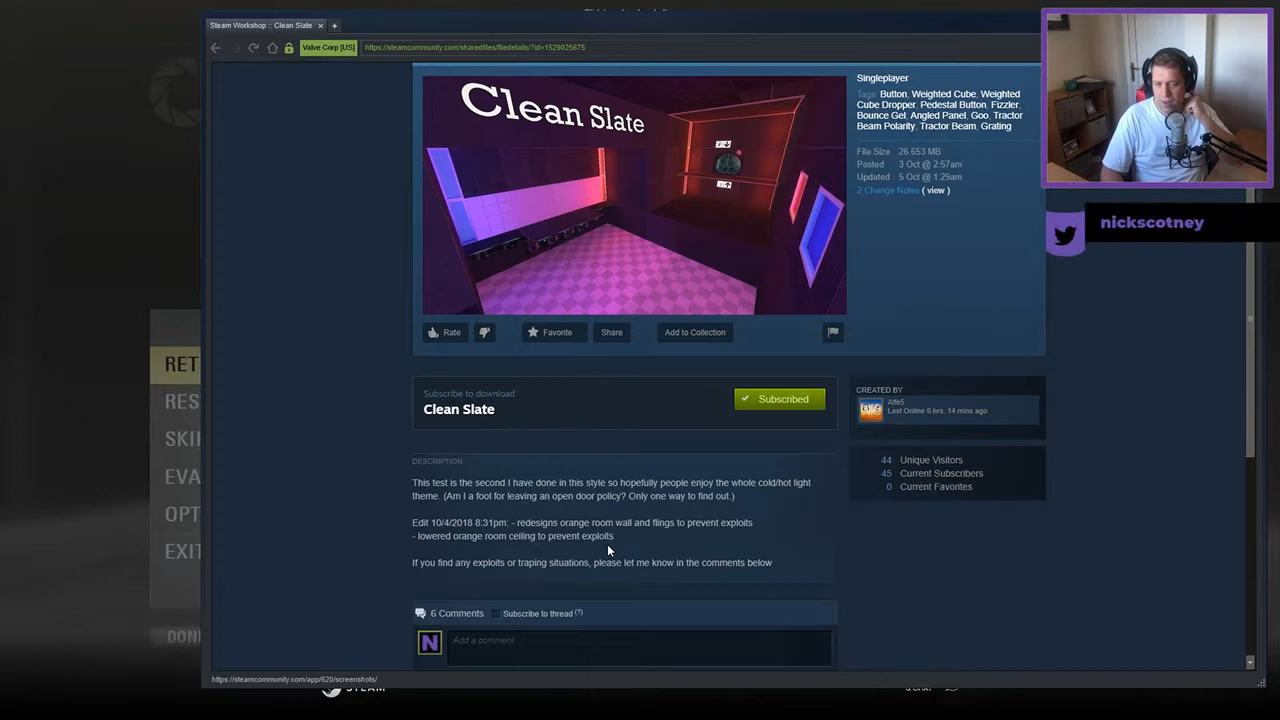 Steam Workshop :: Clean Slate × +
Valve Corp [US] https://steamcommunity.com/sharedfiles/filedetails/?id=1529025675
Clean Slate
Singleplayer
Tags: Button, Weighted Cube, Weighted
Cube Dropper, Pedestal Button, Fizzler,
Bounce Gel, Angled Panel, Goo, Tractor
Beam Polarity, Tractor Beam, Grating
File Size 26.653 MB
Posted 3 Oct @ 2:57am
Updated 5 Oct @ 1:29am
2 Change Notes ( view )
nickscotney
Rate Favorite Share Add to Collection
RET
RES
SKI
EVA
OPT
EXIT
DONE
Subscribe to download
Clean Slate
Subscribed
CREATED BY
Alfe5
Last Online 6 hrs, 14 mins ago
44 Unique Visitors
45 Current Subscribers
0 Current Favorites
DESCRIPTION
This test is the second I have done in this style so hopefully people enjoy the whole cold/hot light
theme. (Am I a fool for leaving an open door policy? Only one way to find out.)
Edit 10/4/2018 8:31pm: - redesigns orange room wall and flings to prevent exploits
- lowered orange room ceiling to prevent exploits
If you find any exploits or traping situations, please let me know in the comments below
6 Comments Subscribe to thread (?)
N
Add a comment
https://steamcommunity.com/app/620/screenshots/
STEAM
& CHAT